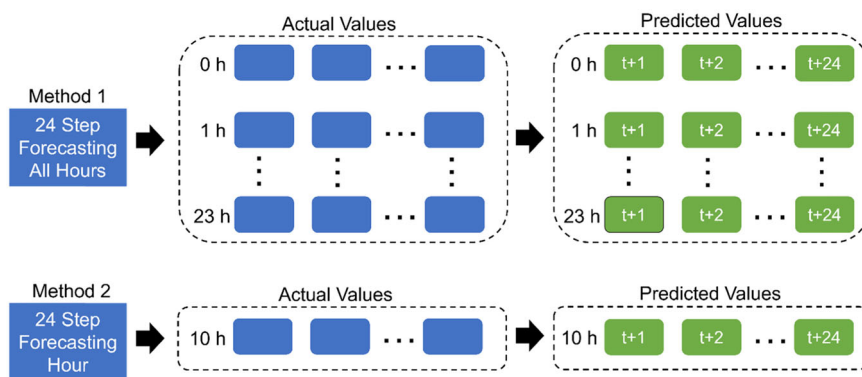 Actual Values
Predicted Values
0 h
...
0 h
t+1
t+2
...
t+24
Method 1
24 Step
Forecasting
All Hours
1 h
...
1 h
t+1
t+2
...
t+24
23 h
...
23 h
t+1
t+2
...
t+24
Method 2
24 Step
Forecasting
Hour
Actual Values
Predicted Values
10 h
...
10 h
t+1
t+2
...
t+24